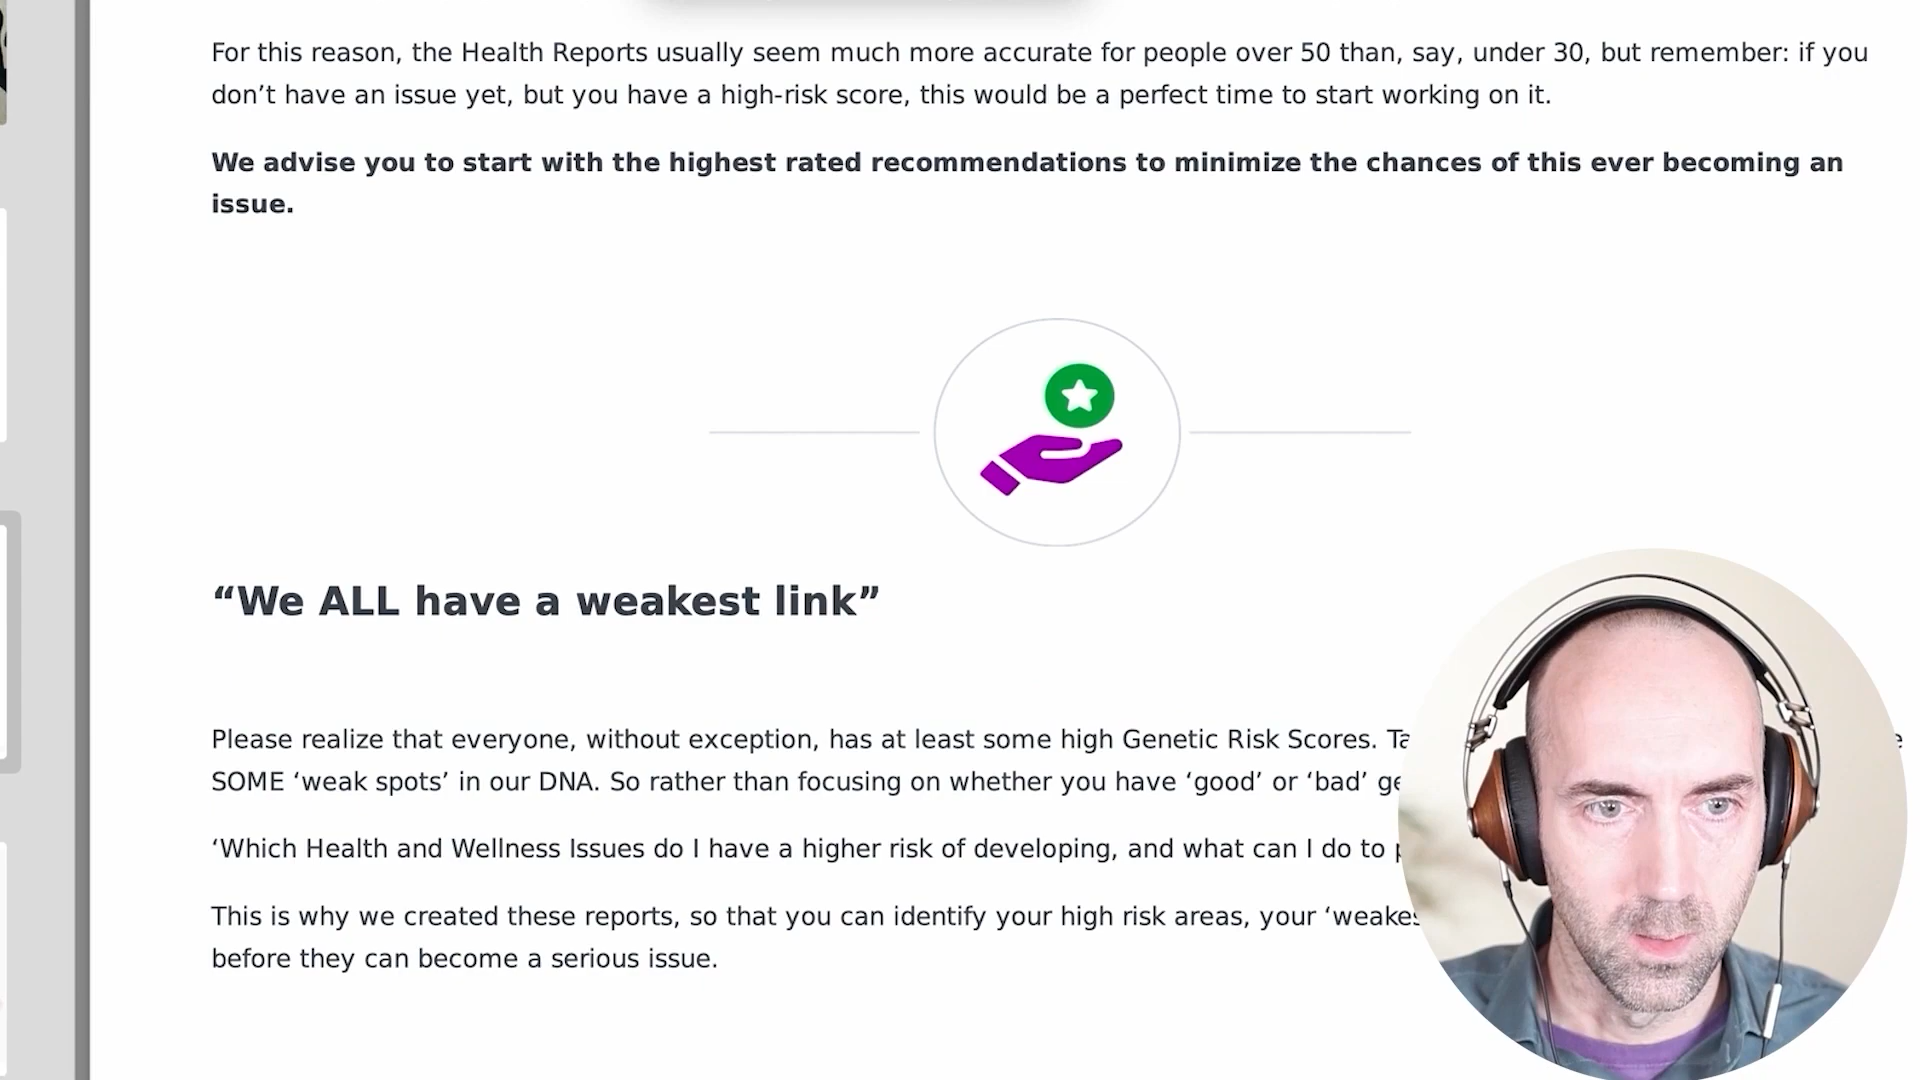 For this reason, the Health Reports usually seem much more accurate for people over 50 than, say, under 30, but remember: if you
don’t have an issue yet, but you have a high-risk score, this would be a perfect time to start working on it.
We advise you to start with the highest rated recommendations to minimize the chances of this ever becoming an
issue.
“We ALL have a weakest link”
Please realize that everyone, without exception, has at least some high Genetic Risk Scores.
SOME ‘weak spots’ in our DNA. So rather than focusing on whether you have ‘good’ or ‘bad’
‘Which Health and Wellness Issues do I have a higher risk of developing, and what can I do to
This is why we created these reports, so that you can identify your high risk areas, your
before they can become a serious issue.